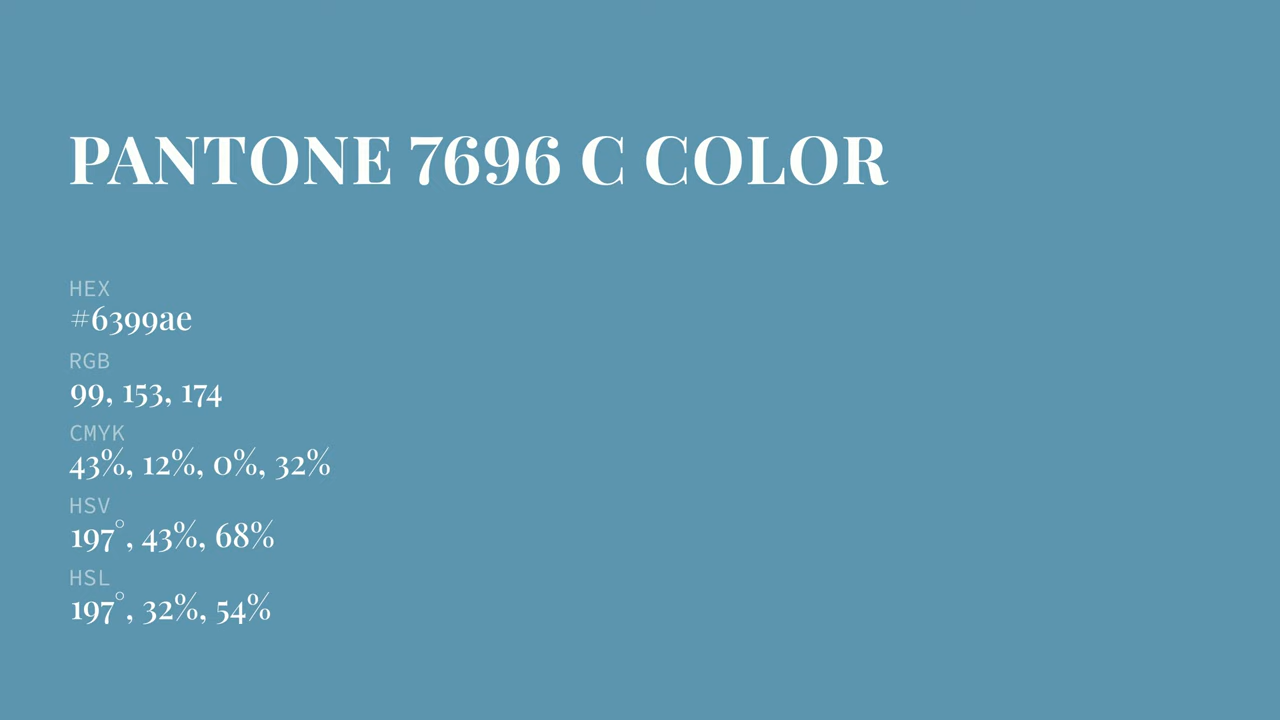 PANTONE 7696 C COLOR
HEX
#6399ae
RGB
99, 153, 174
CMYK
43%, 12%, 0%, 32%
HSV
197°, 43%, 68%
HSL
197°, 32%, 54%